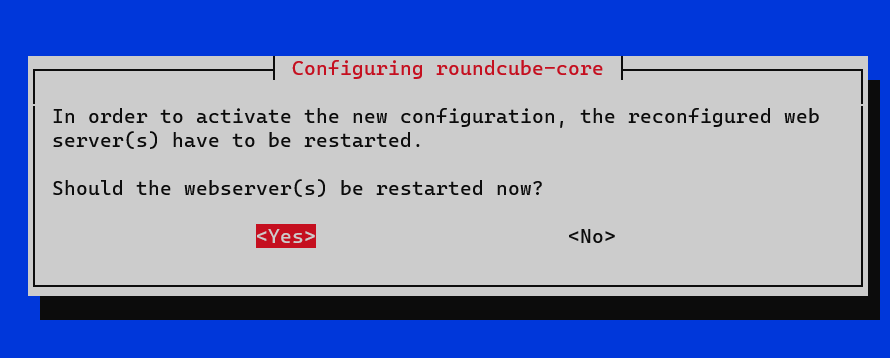 Configuring roundcube-core
In order to activate the new configuration, the reconfigured web
server(s) have to be restarted.
Should the webserver(s) be restarted now?
<Yes> <No>